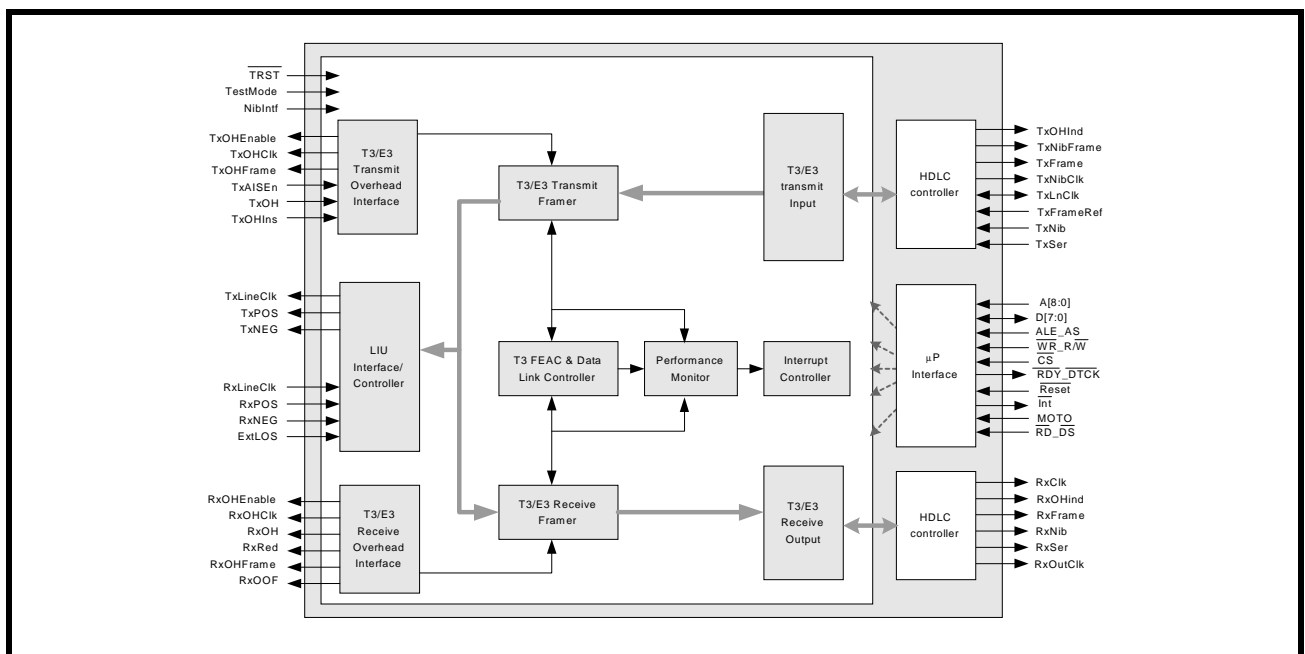 TRST
TestMode
NibIntf
TxOHEnable
TxOHClk
TxOHFrame
TxAISEn
TxOH
TxOHIns
T3/E3
Transmit
Overhead
Interface
T3/E3 Transmit
Framer
T3/E3
transmit
Input
HDLC
controller
TxOHInd
TxNibFrame
TxFrame
TxNibClk
TxLnClk
TxFrameRef
TxNib
TxSer
TxLineClk
TxPOS
TxNEG
RxLineClk
RxPOS
RxNEG
ExtLOS
LIU
Interface/
Controller
T3 FEAC & Data
Link Controller
Performance
Monitor
Interrupt
Controller
µP
Interface
A[8:0]
D[7:0]
ALE_AS
WR_R/W
CS
RDY_DTCK
Reset
Int
MOTO
RD_DS
RxOHEnable
RxOHClk
RxOH
RxRed
RxOHFrame
RxOOF
T3/E3
Receive
Overhead
Interface
T3/E3 Receive
Framer
T3/E3
Receive
Output
HDLC
controller
RxClk
RxOHind
RxFrame
RxNib
RxSer
RxOutClk